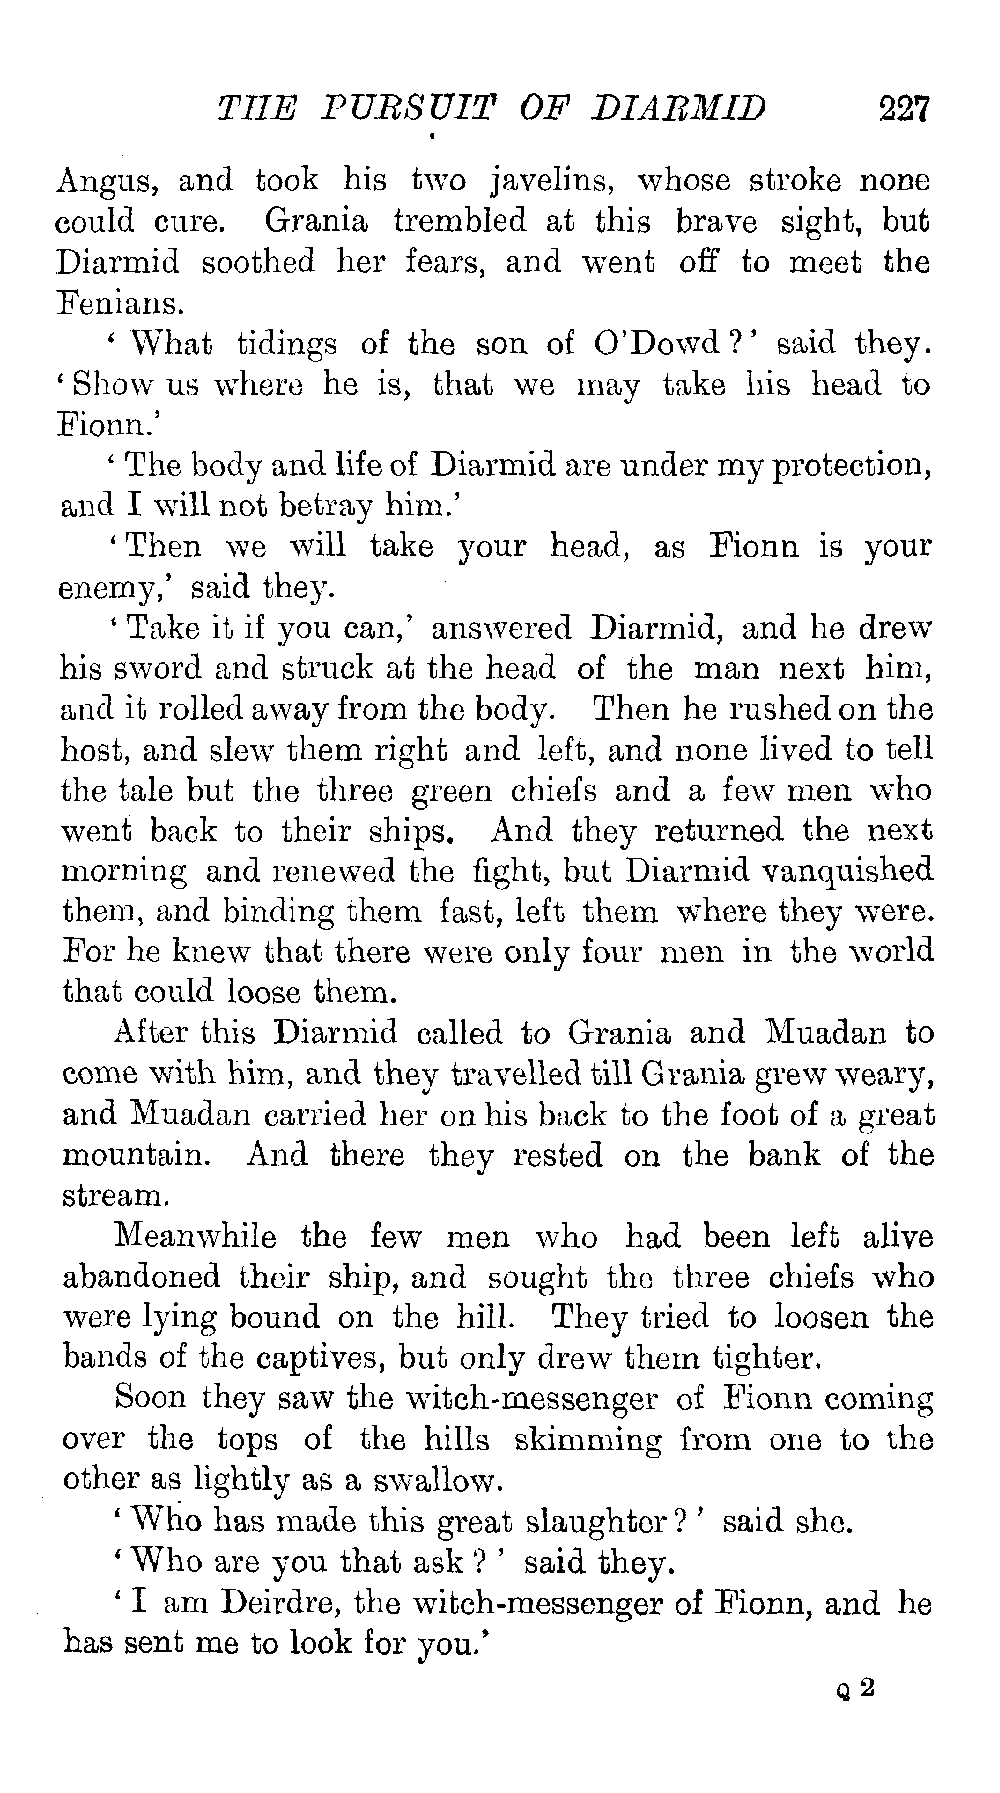 THE PURSUIT OF DIARMID 227
Angus, and took his two javelins, whose stroke none
could cure. Grania trembled at this brave sight, but
Diarmid soothed her fears, and went off to meet the
Fenians.
‘ What tidings of the son of O’Dowd ? ’ said they.
‘ Show us where he is, that we may take his head to
Fionn.’
‘ The body and life of Diarmid are under my protection,
and I will not betray him.’
‘ Then we will take your head, as Fionn is your
enemy,’ said they.
‘ Take it if you can,’ answered Diarmid, and he drew
his sword and struck at the head of the man next him,
and it rolled away from the body. Then he rushed on the
host, and slew them right and left, and none lived to tell
the tale but the three green chiefs and a few men who
went back to their ships. And they returned the next
morning and renewed the fight, but Diarmid vanquished
them, and binding them fast, left them where they were.
For he knew that there were only four men in the world
that could loose them.
After this Diarmid called to Grania and Muadan to
come with him, and they travelled till Grania grew weary,
and Muadan carried her on his back to the foot of a great
mountain. And there they rested on the bank of the
stream.
Meanwhile the few men who had been left alive
abandoned their ship, and sought the three chiefs who
were lying bound on the hill. They tried to loosen the
bands of the captives, but only drew them tighter.
Soon they saw the witch-messenger of Fionn coming
over the tops of the hills skimming from one to the
other as lightly as a swallow.
‘ Who has made this great slaughter ? ’ said she.
‘ Who are you that ask ? ’ said they.
‘ I am Deirdre, the witch-messenger of Fionn, and he
has sent me to look for you.’
Q 2